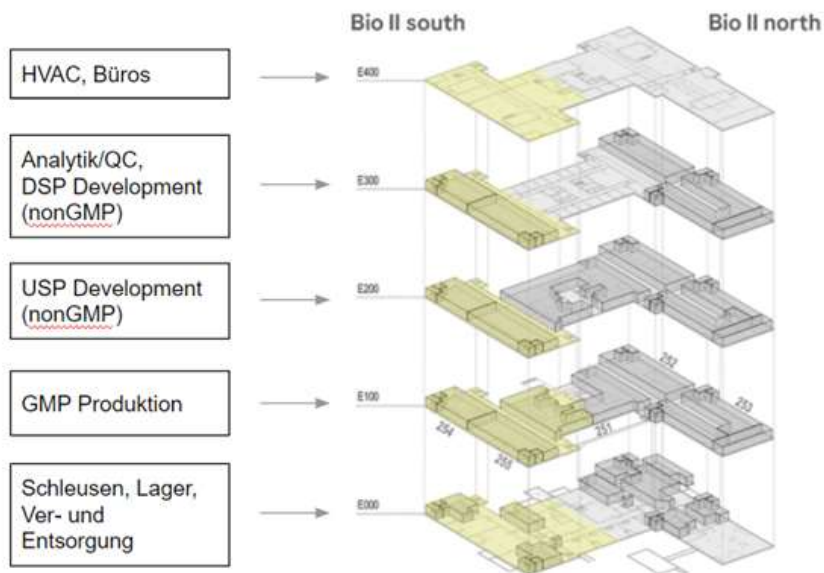 Bio II south
Bio II north
HVAC, Büros
E400
Analytik/QC,
DSP Development
(nonGMP)
E300
USP Development
(nonGMP)
E200
GMP Produktion
E100
252
253
251
254
255
Schleusen, Lager,
Ver- und
Entsorgung
E000